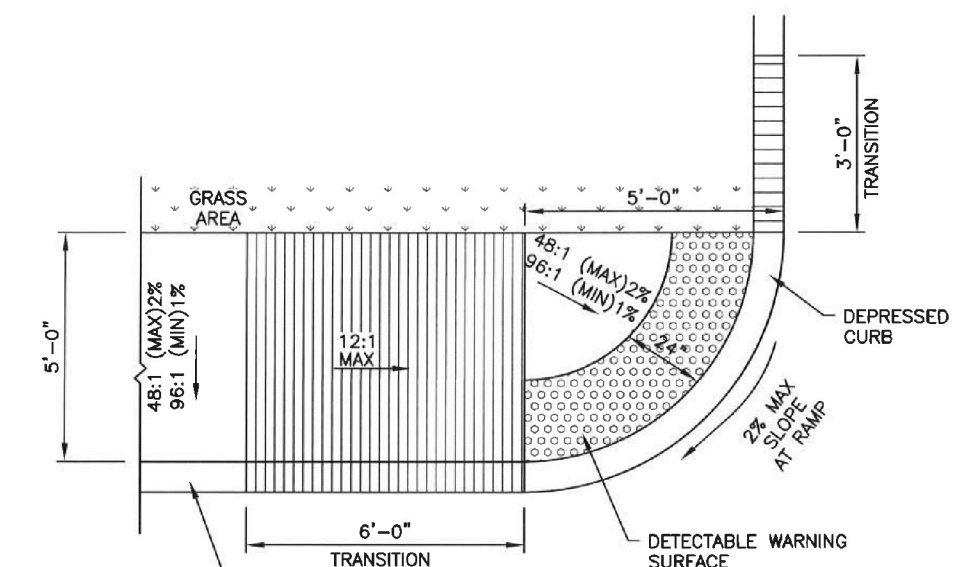 3'-0"
TRANSITION
GRASS
AREA
5'-0"
48:1 (MAX)2%
96:1 (MIN)1%
5'-0"
48:1 (MAX)2%
96:1 (MIN)1%
12:1
MAX
24"
DEPRESSED
CURB
2% MAX
SLOPE
AT RAMP
6'-0"
TRANSITION
DETECTABLE WARNING
SURFACE